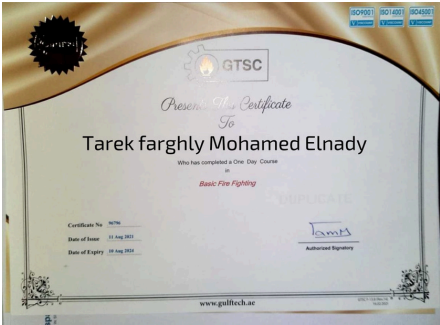 ISO9001 ISO14001 ISO45001
GTSC
Present This Certificate
To
Tarek farghly Mohamed Elnady
Who has completed a One Day Course
in
Basic Fire Fighting
DUPLICATE
Certificate No 96796
Date of Issue 11 Aug 2023
Date of Expiry 10 Aug 2024
Authorized Signatory
www.gulftech.ae